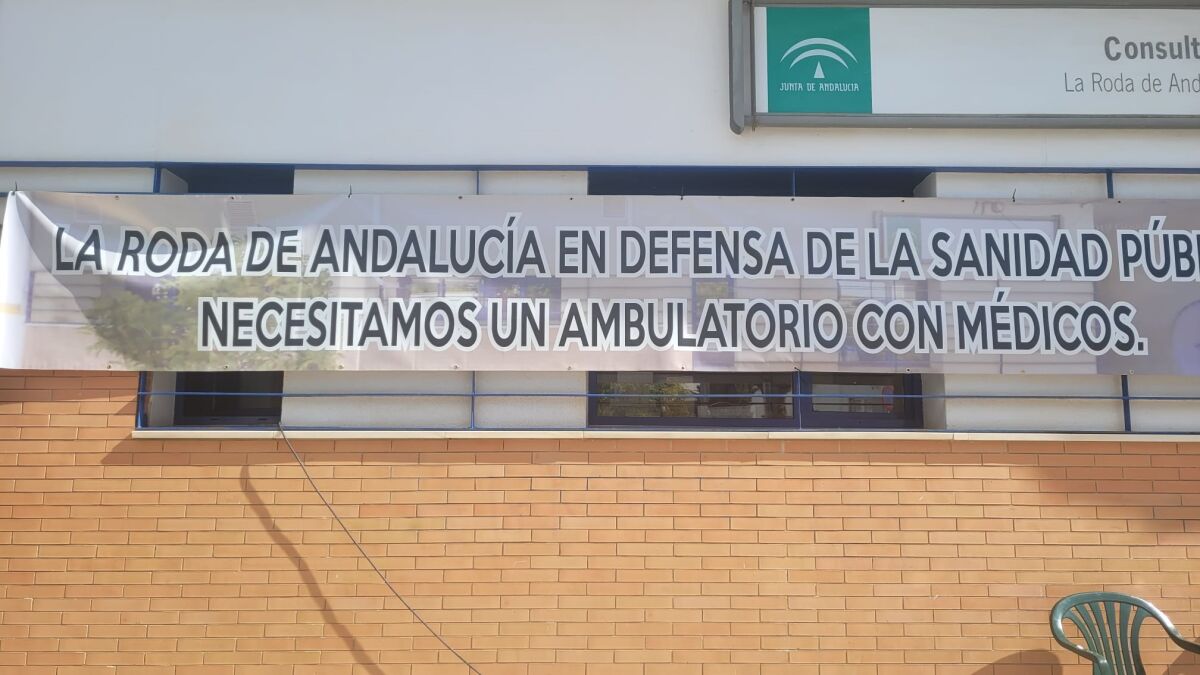 JUNTA DE ANDALUCIA
Consult
La Roda de And
LA RODA DE ANDALUCÍA EN DEFENSA DE LA SANIDAD PÚB
NECESITAMOS UN AMBULATORIO CON MÉDICOS.